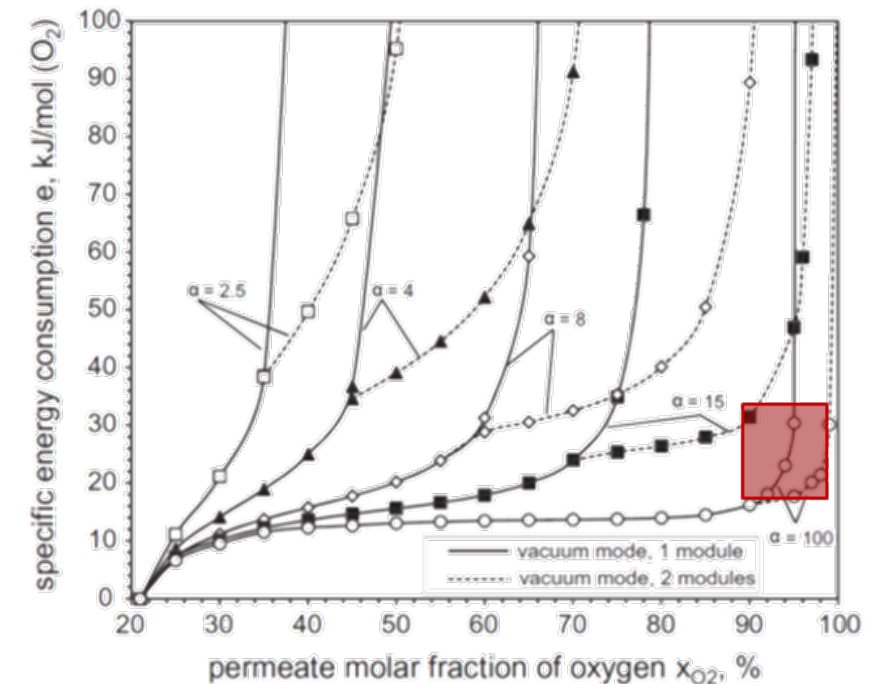 specific energy consumption e, kJ/mol (O2)
100
90
80
70
60
50
40
30
20
10
0
α = 2.5
α = 4
α = 8
α = 15
α = 100
vacuum mode, 1 module
vacuum mode, 2 modules
20
30
40
50
60
70
80
90
100
permeate molar fraction of oxygen xO2, %